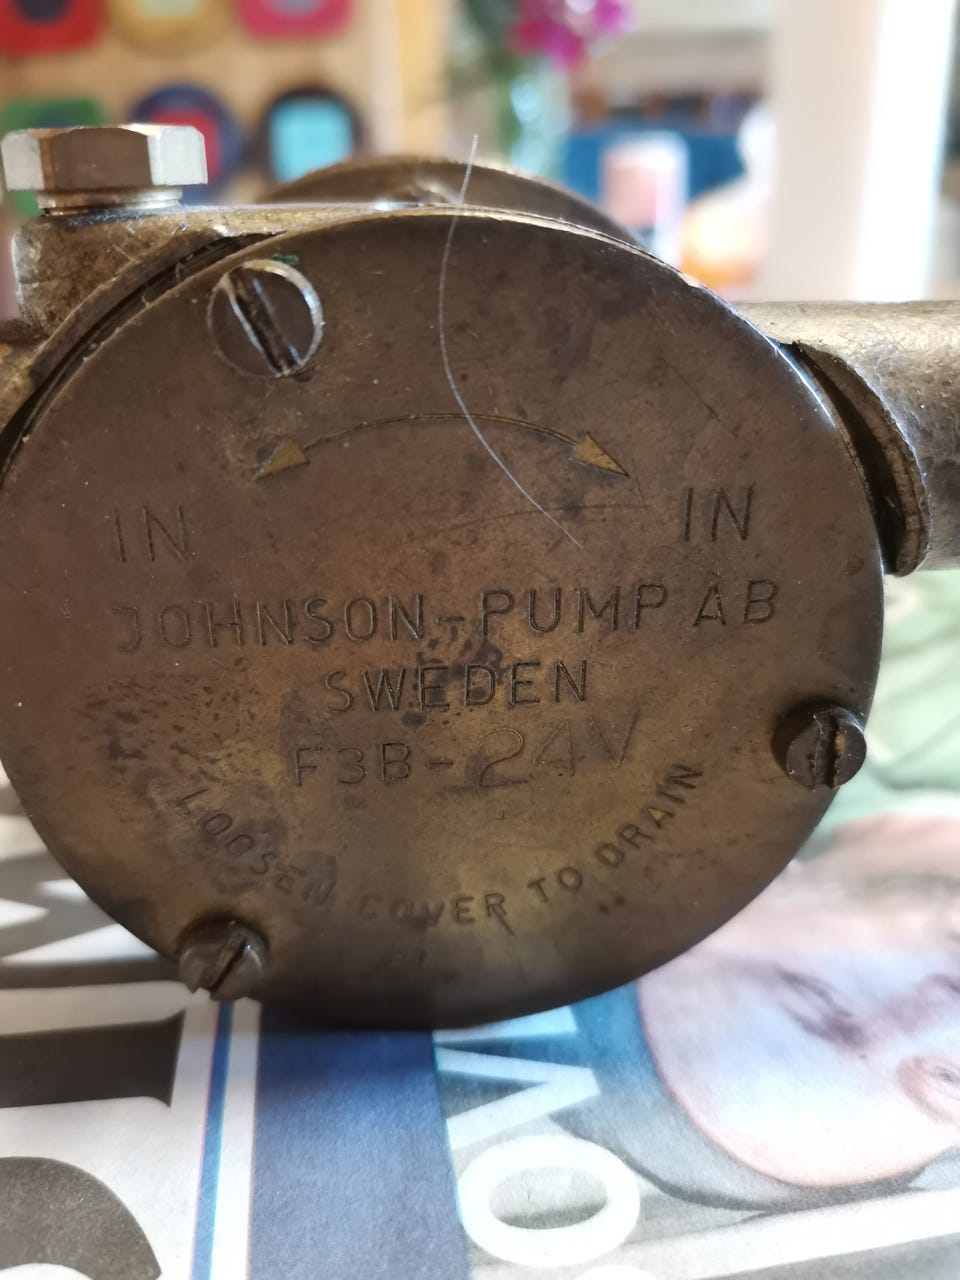 IN IN
JOHNSON-PUMP AB
SWEDEN
F3B-24V
LOOSEN COVER TO DRAIN